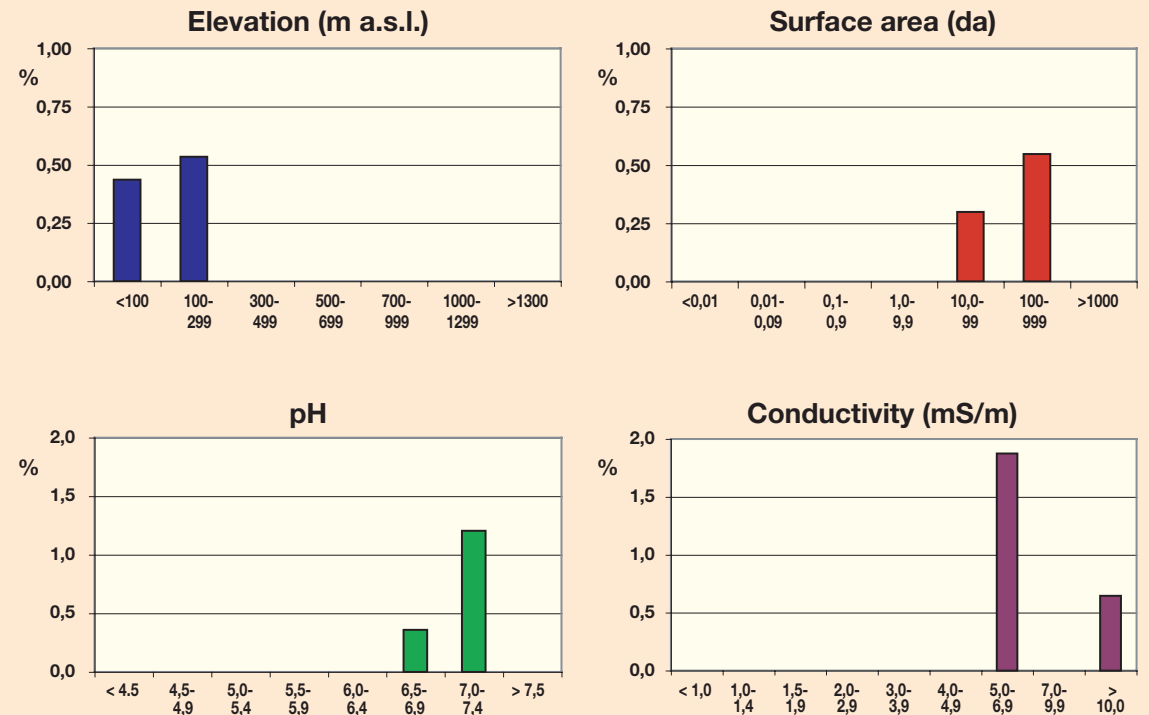 Elevation (m a.s.l.)
1,00
%
0,75
0,50
0,25
0,00
<100 100- 300- 500- 700- 1000- >1300
299 499 699 999 1299
Surface area (da)
1,00
%
0,75
0,50
0,25
0,00
<0,01 0,01- 0,1- 1,0- 10,0- 100- >1000
0,09 0,9 9,9 99 999
pH
2,0
%
1,5
1,0
0,5
0,0
< 4.5 4,5- 5,0- 5,5- 6,0- 6,5- 7,0- > 7,5
4,9 5,4 5,9 6,4 6,9 7,4
Conductivity (mS/m)
2,0
%
1,5
1,0
0,5
0,0
< 1,0 1,0- 1,5- 2,0- 3,0- 4,0- 5,0- 7,0- >
1,4 1,9 2,9 3,9 4,9 6,9 9,9 10,0